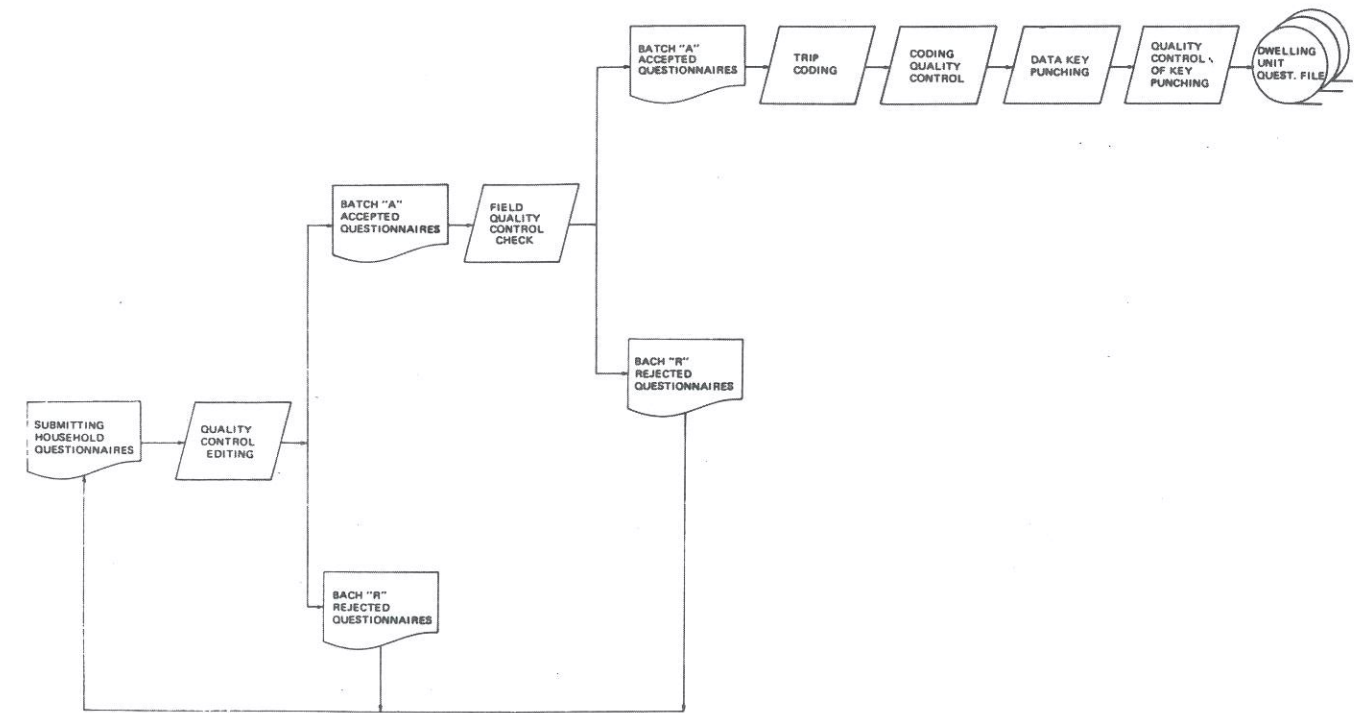 BATCH "A"
ACCEPTED
QUESTIONNAIRES
TRIP
CODING
CODING
QUALITY
CONTROL
DATA KEY
PUNCHING
QUALITY
CONTROL
OF KEY
PUNCHING
DWELLING
UNIT
QUEST. FILE
BATCH "A"
ACCEPTED
QUESTIONNAIRES
FIELD
QUALITY
CONTROL
CHECK
BACH "R"
REJECTED
QUESTIONNAIRES
SUBMITTING
HOUSEHOLD
QUESTIONNAIRES
QUALITY
CONTROL
EDITING
BACH "R"
REJECTED
QUESTIONNAIRES